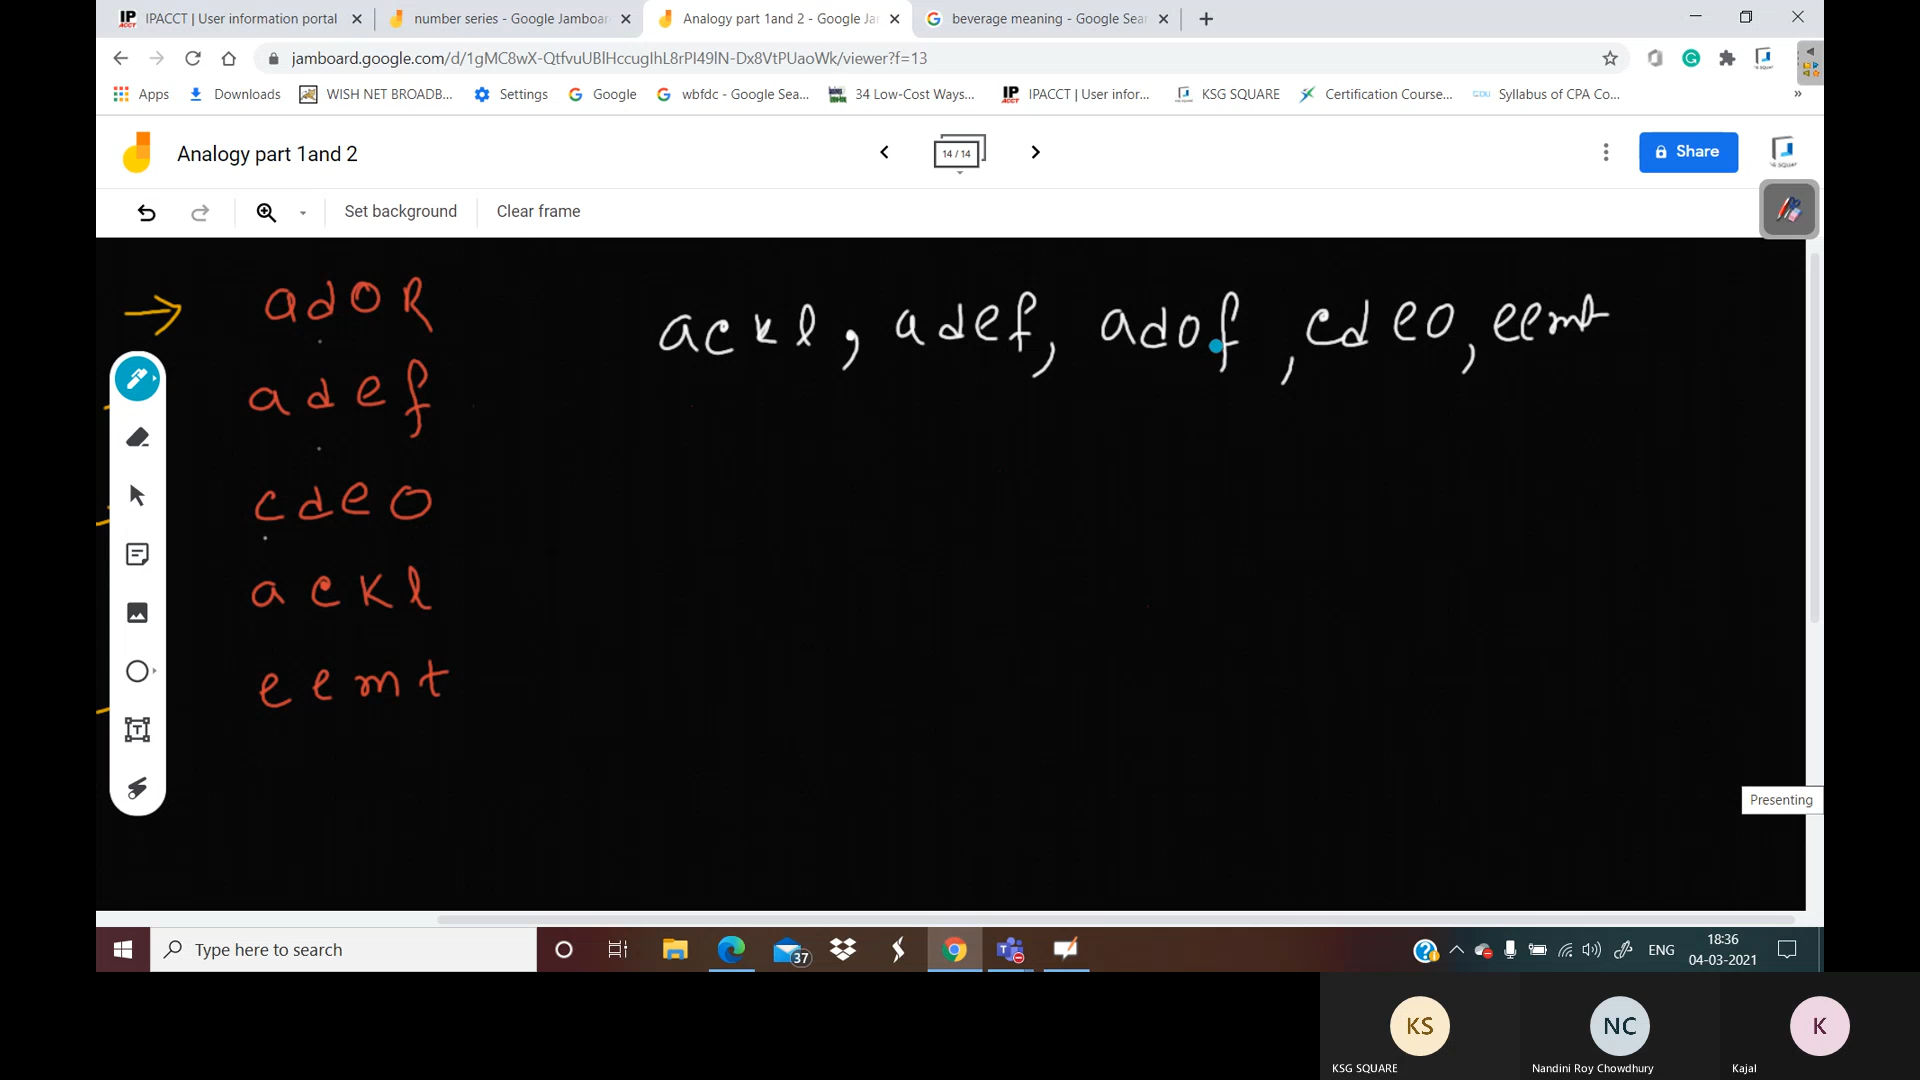 IPACCT | User information portal
number series - Google Jamboar
Analogy part 1and 2 - Google Ja
beverage meaning - Google Sea
jamboard.google.com/d/1gMC8wX-QtfvuUBlHccugIhL8rPI49lN-Dx8VtPUaoWk/viewer?f=13
Apps Downloads WISH NET BROADB... Settings Google wbfdc - Google Sea... 34 Low-Cost Ways... IPACCT | User infor... KSG SQUARE Certification Course... Syllabus of CPA Co... »
Analogy part 1and 2
14 / 14
Share
Set background Clear frame
adOR
adef
cdeo
ackl
eemt
ackl, adef, adof, cdeo, eemt
Presenting
Type here to search
37
ENG
18:36
04-03-2021
KS
NC
K
KSG SQUARE
Nandini Roy Chowdhury
Kajal